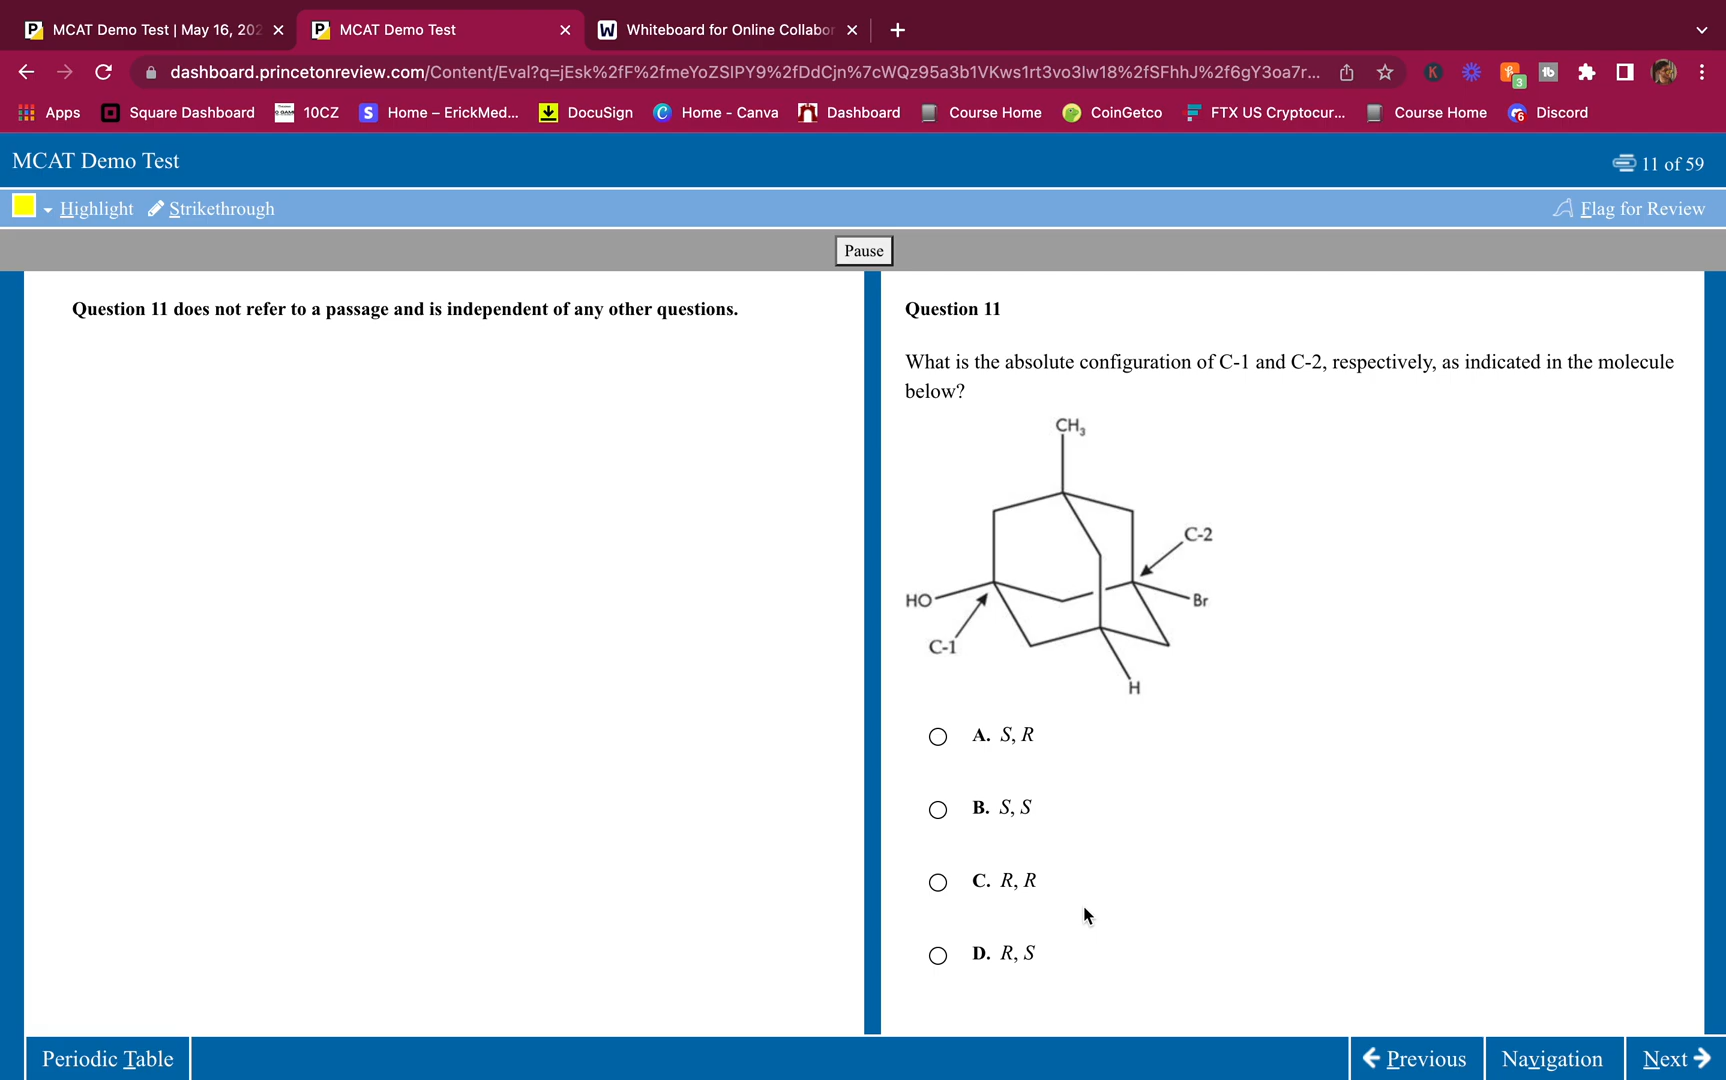 MCAT Demo Test | May 16, 202
MCAT Demo Test
Whiteboard for Online Collabor
dashboard.princetonreview.com/Content/Eval?q=jEsk%2fF%2fmeYoZSIPY9%2fDdCjn%7cWQz95a3b1VKws1rt3vo3lw18%2fSFhhJ%2f6gY3oa7r...
Apps
Square Dashboard
10CZ
Home – ErickMed...
DocuSign
Home - Canva
Dashboard
Course Home
CoinGetco
FTX US Cryptocur...
Course Home
Discord
MCAT Demo Test
11 of 59
Highlight
Strikethrough
Flag for Review
Pause
Question 11 does not refer to a passage and is independent of any other questions.
Question 11
What is the absolute configuration of C-1 and C-2, respectively, as indicated in the molecule
below?
CH₃
C-2
HO
Br
C-1
H
A. S, R
B. S, S
C. R, R
D. R, S
Periodic Table
Previous
Navigation
Next